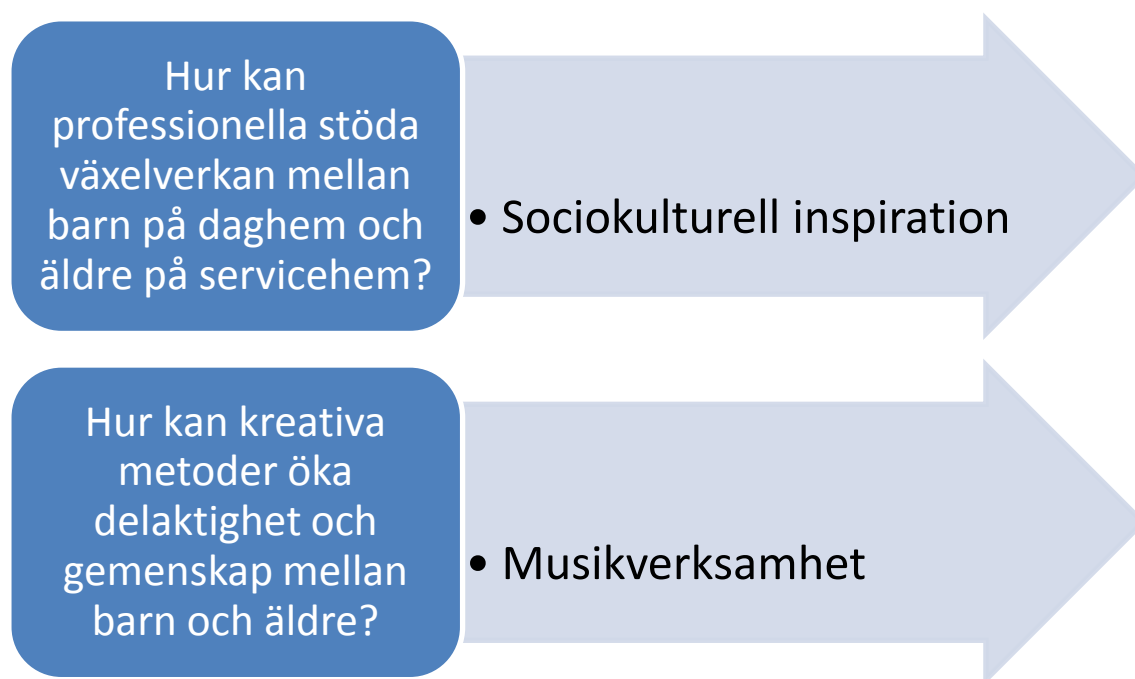 Hur kan
professionella stöda
växelverkan mellan
barn på daghem och
äldre på servicehem?
• Sociokulturell inspiration
Hur kan kreativa
metoder öka
delaktighet och
gemenskap mellan
barn och äldre?
• Musikverksamhet